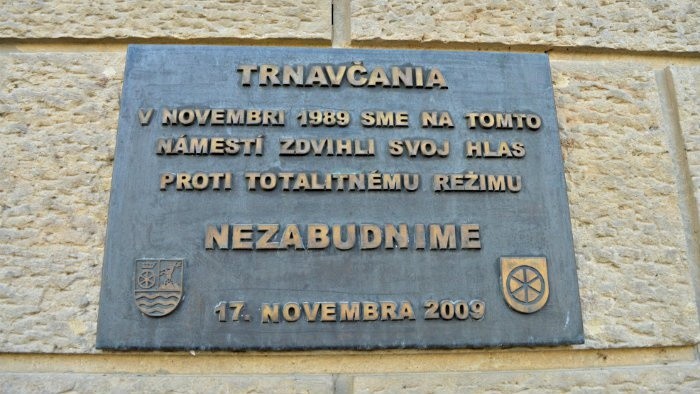 TRNAVČANIA
V NOVEMBRI 1989 SME NA TOMTO
NÁMESTÍ ZDVIHLI SVOJ HLAS
PROTI TOTALITNÉMU REŽIMU
NEZABUDNIME
17. NOVEMBRA 2009